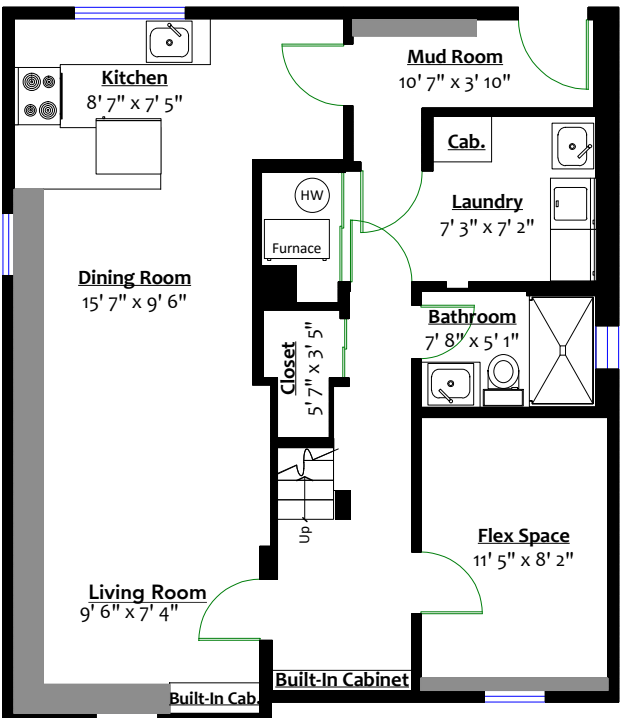 Kitchen
8' 7" x 7' 5"
Mud Room
10' 7" x 3' 10"
Cab.
HW
Furnace
Laundry
7' 3" x 7' 2"
Dining Room
15' 7" x 9' 6"
Bathroom
7' 8" x 5' 1"
Closet
5' 7" x 3' 5"
Up
Flex Space
11' 5" x 8' 2"
Living Room
9' 6" x 7' 4"
Built-In Cabinet
Built-In Cab.